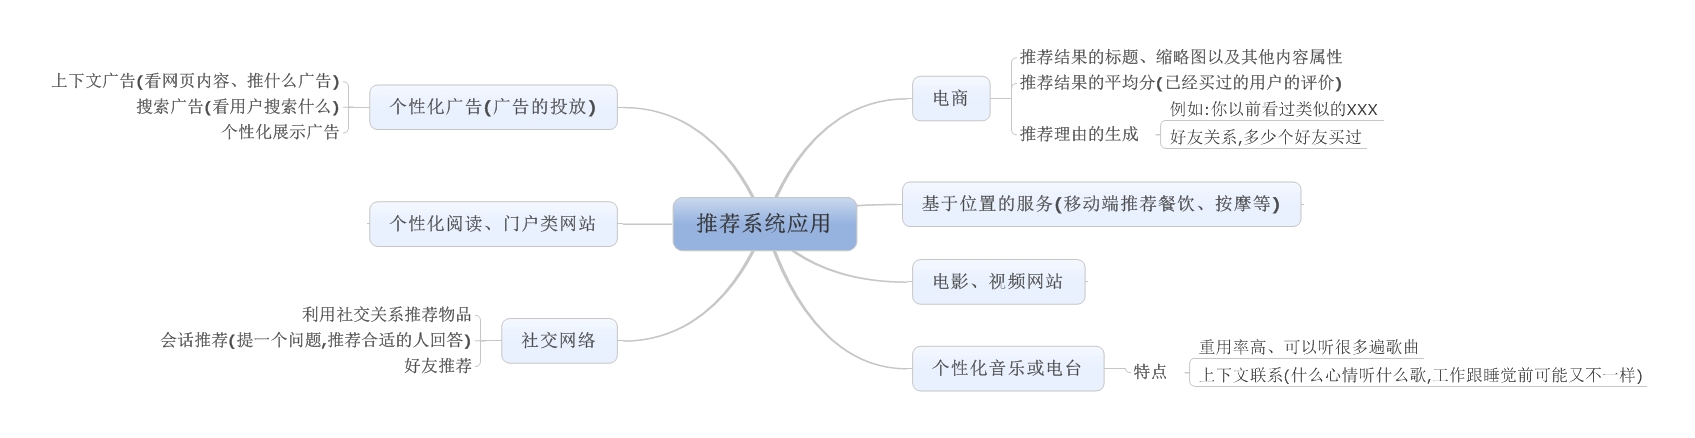 推荐系统应用
电商
推荐结果的标题、缩略图以及其他内容属性
推荐结果的平均分(已经买过的用户的评价)
推荐理由的生成
例如:你以前看过类似的XXX
好友关系,多少个好友买过
基于位置的服务(移动端推荐餐饮、按摩等)
电影、视频网站
个性化音乐或电台
特点
重用率高、可以听很多遍歌曲
上下文联系(什么心情听什么歌,工作跟睡觉前可能又不一样)
个性化广告(广告的投放)
上下文广告(看网页内容、推什么广告)
搜索广告(看用户搜索什么)
个性化展示广告
个性化阅读、门户类网站
社交网络
利用社交关系推荐物品
会话推荐(提一个问题,推荐合适的人回答)
好友推荐